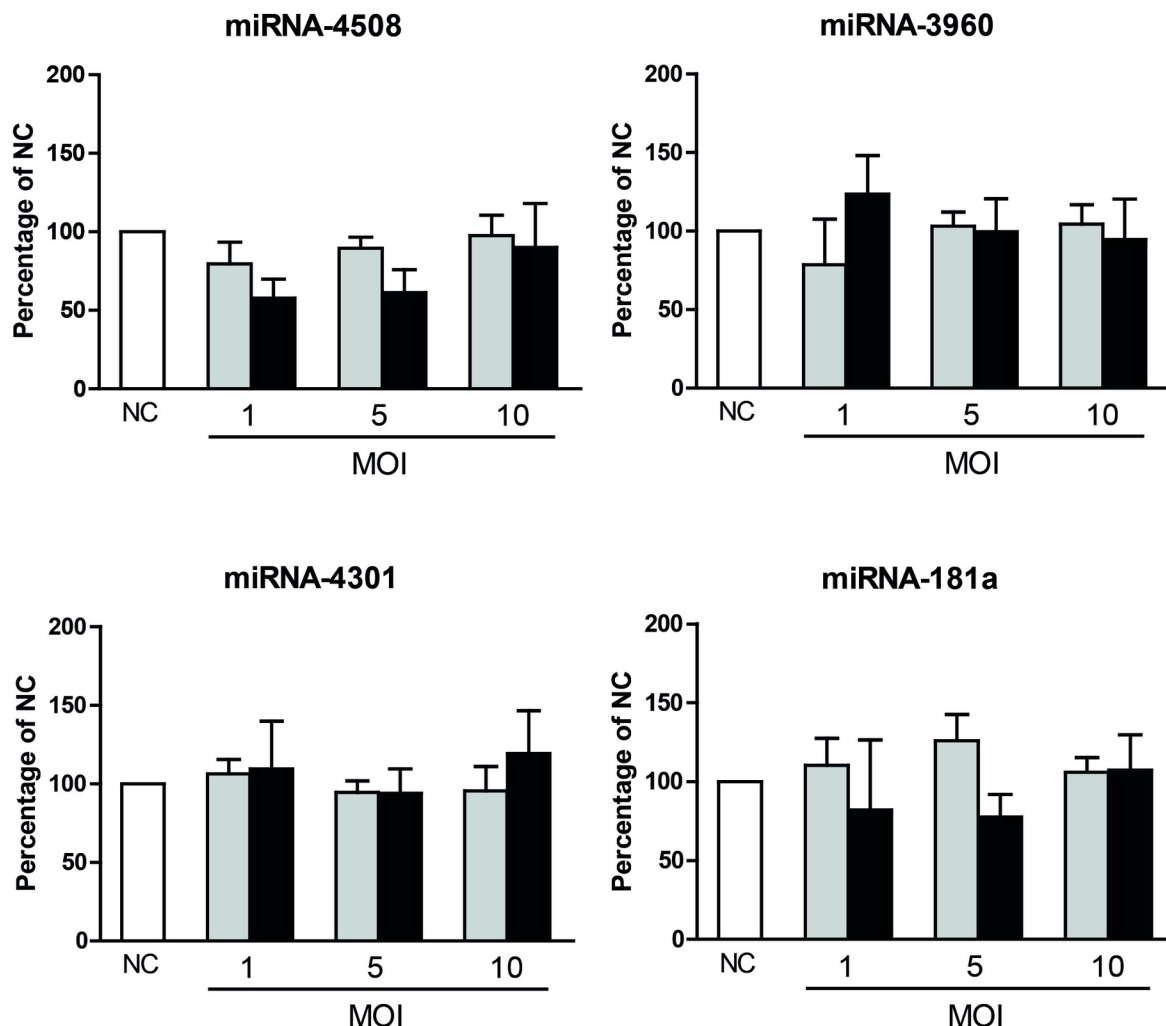 miRNA-4508
Percentage of NC
200
150
100
50
0
NC 1 5 10
MOI
miRNA-3960
Percentage of NC
200
150
100
50
0
NC 1 5 10
MOI
miRNA-4301
Percentage of NC
200
150
100
50
0
NC 1 5 10
MOI
miRNA-181a
Percentage of NC
200
150
100
50
0
NC 1 5 10
MOI